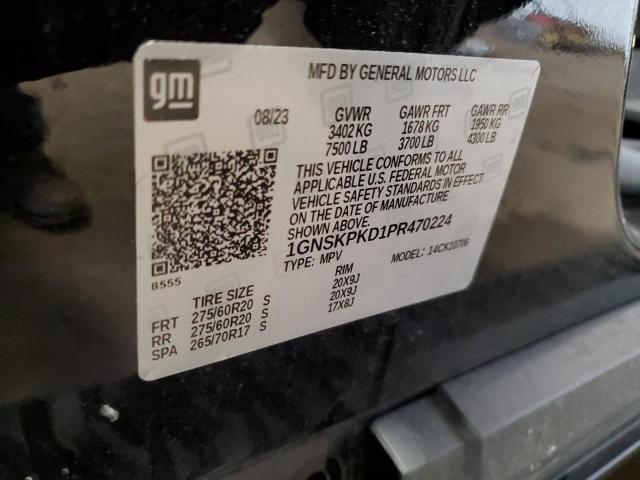 gm
MFD BY GENERAL MOTORS LLC
08/23 GVWR GAWR FRT GAWR RR
3402 KG 1678 KG 1950 KG
7500 LB 3700 LB 4300 LB
THIS VEHICLE CONFORMS TO ALL
APPLICABLE U.S. FEDERAL MOTOR
VEHICLE SAFETY STANDARDS IN EFFECT
ON THE DATE OF MANUFACTURE
SHOWN ABOVE.
1GNSKPKD1PR470224
TYPE: MPV MODEL: 14CK10706
8555
TIRE SIZE RIM
FRT 275/60R20 S 20X9J
RR 275/60R20 S 20X9J
SPA 265/70R17 S 17X8J